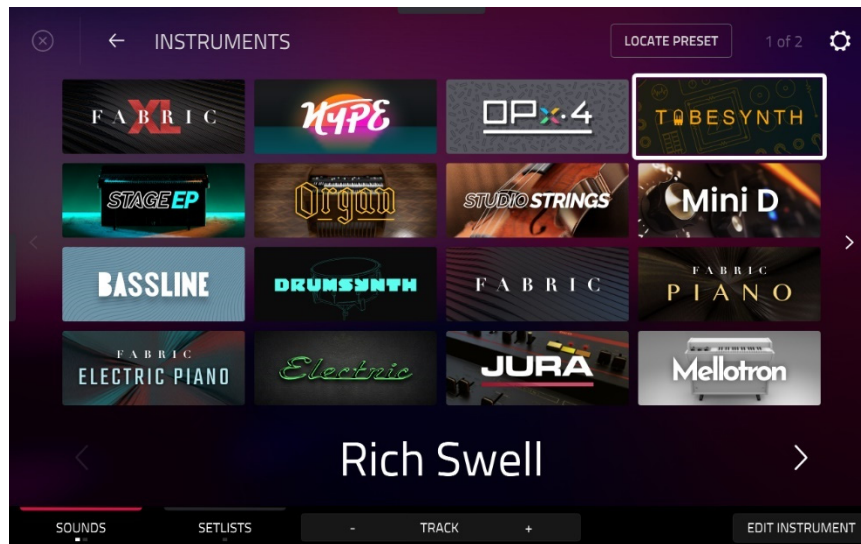 INSTRUMENTS
LOCATE PRESET
1 of 2
FABRIC XL
HYPE
OPx.4
TUBESYNTH
STAGE EP
Organ
STUDIO STRINGS
Mini D
BASSLINE
DRUMSYNTH
FABRIC
FABRIC
PIANO
FABRIC
ELECTRIC PIANO
Electric
JURA
Mellotron
Rich Swell
SOUNDS
SETLISTS
- TRACK +
EDIT INSTRUMENT